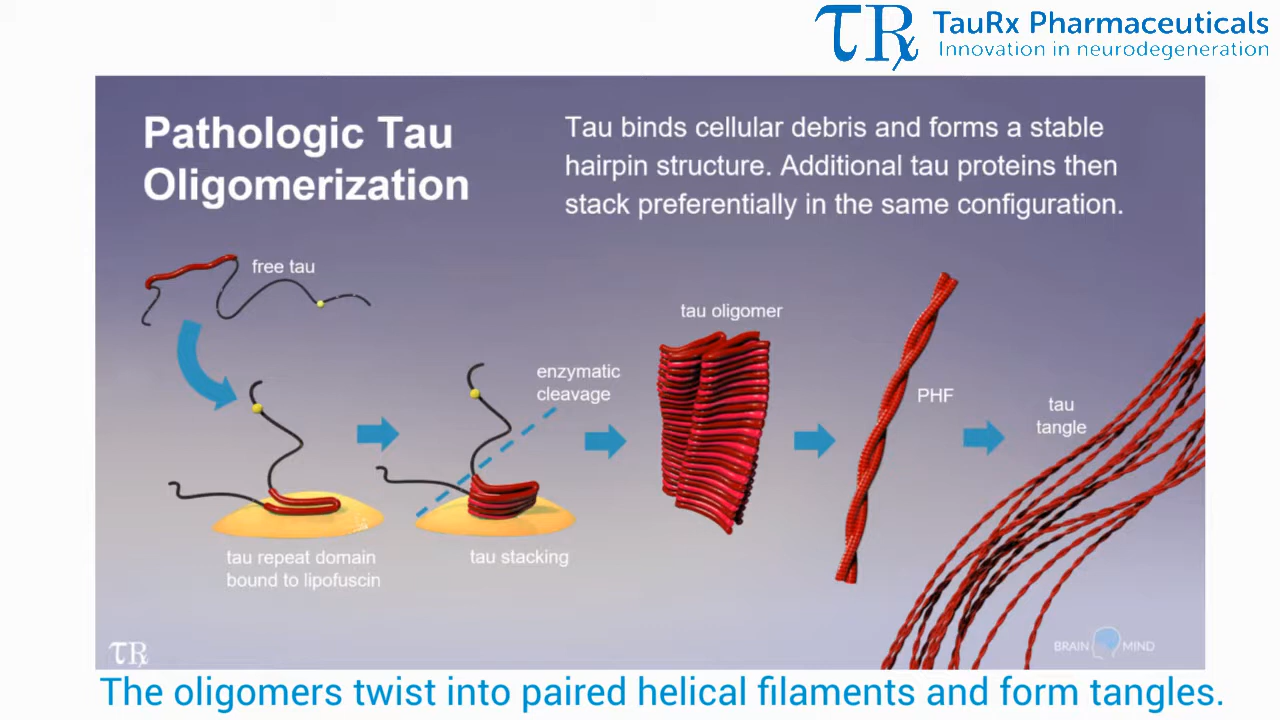 TR TauRx Pharmaceuticals
Innovation in neurodegeneration
Pathologic Tau
Oligomerization
Tau binds cellular debris and forms a stable
hairpin structure. Additional tau proteins then
stack preferentially in the same configuration.
free tau
tau oligomer
enzymatic
cleavage
PHF
tau
tangle
tau repeat domain
bound to lipofuscin
tau stacking
τRx
BRAIN MIND
The oligomers twist into paired helical filaments and form tangles.